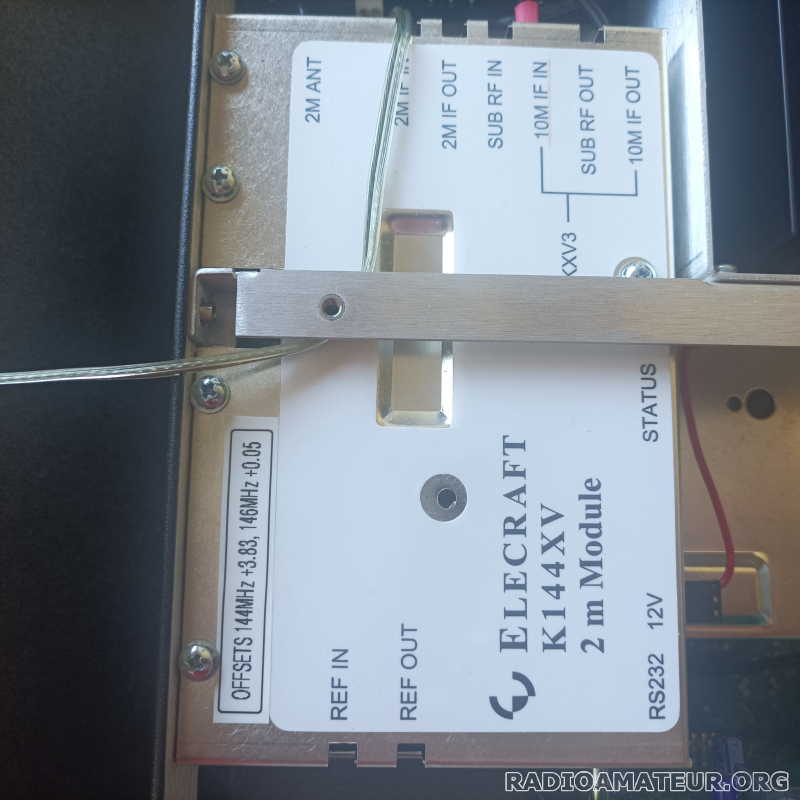 2M ANT
2M IF IN
2M IF OUT
SUB RF IN
10M IF IN
SUB RF OUT
10M IF OUT
KXV3
STATUS
OFFSETS 144MHz +3.83, 146MHz +0.05
REF IN
REF OUT
ELECRAFT
K144XV
2 m Module
RS232
12V
RADIOAMATEUR.ORG